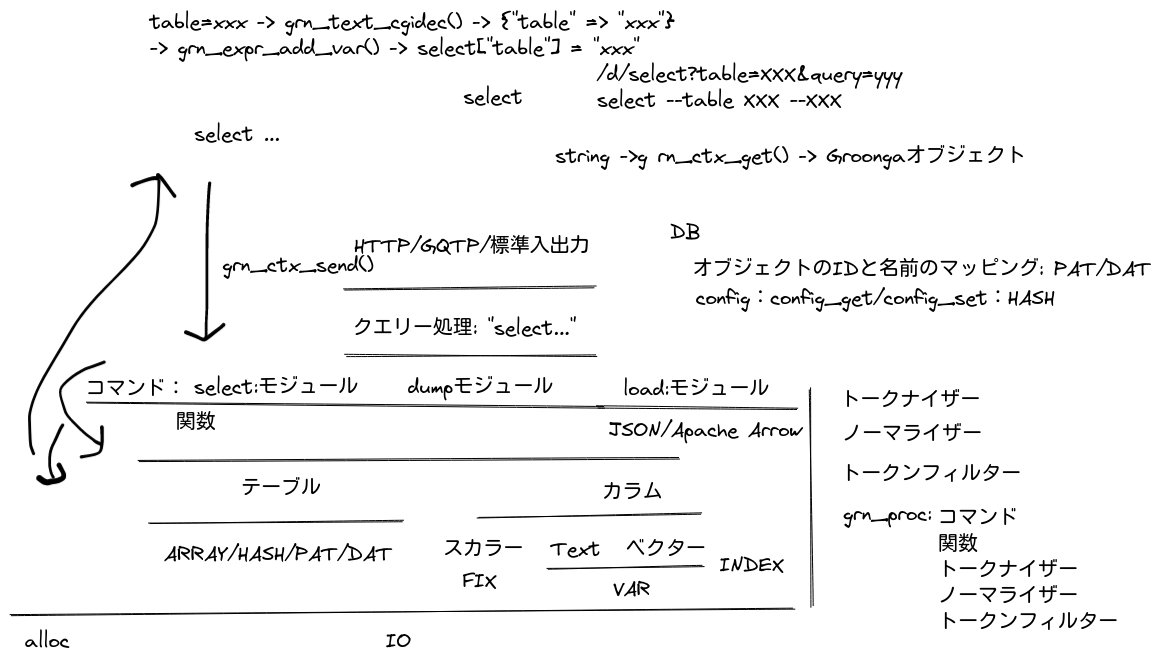 table=xxx -> grn_text_cgidec() -> {"table" => "xxx"}
-> grn_expr_add_var() -> select["table"] = "xxx"
/d/select?table=XXX&query=yyy
select
select --table XXX --XXX
select ...
string ->g rn_ctx_get() -> Groongaオブジェクト
DB
HTTP/GQTP/標準入出力
grn_ctx_send()
オブジェクトのIDと名前のマッピング: PAT/DAT
config：config_get/config_set：HASH
クエリー処理: "select..."
コマンド： select:モジュール
dumpモジュール
load:モジュール
関数
JSON/Apache Arrow
テーブル
カラム
ARRAY/HASH/PAT/DAT
スカラー
Text
ベクター
FIX
VAR
INDEX
alloc
IO
トークナイザー
ノーマライザー
トークンフィルター
grn_proc: コマンド
関数
トークナイザー
ノーマライザー
トークンフィルター